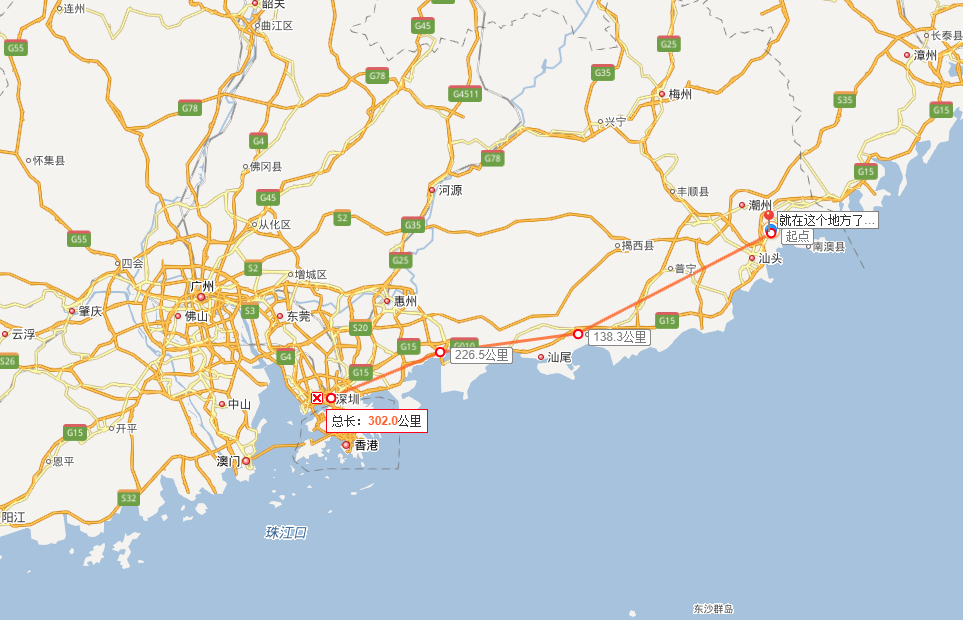 连州
韶关
曲江区
G45
G25
长泰县
漳州
G55
G78
G35
G4511
梅州
S35
G15
G78
兴宁
G4
怀集县
佛冈县
G78
G15
河源
丰顺县
G45
潮州
S2
从化区
G35
就在这个地方了...
起点
G55
揭西县
南澳县
G25
汕头
四会
S2
增城区
普宁
广州
惠州
肇庆
S3
佛山
东莞
S20
G15
云浮
138.3公里
G15
G010
226.5公里
汕尾
S26
G4
G15
深圳
中山
总长：302.0公里
开平
G15
香港
恩平
澳门
S32
阳江
珠江口
东沙群岛